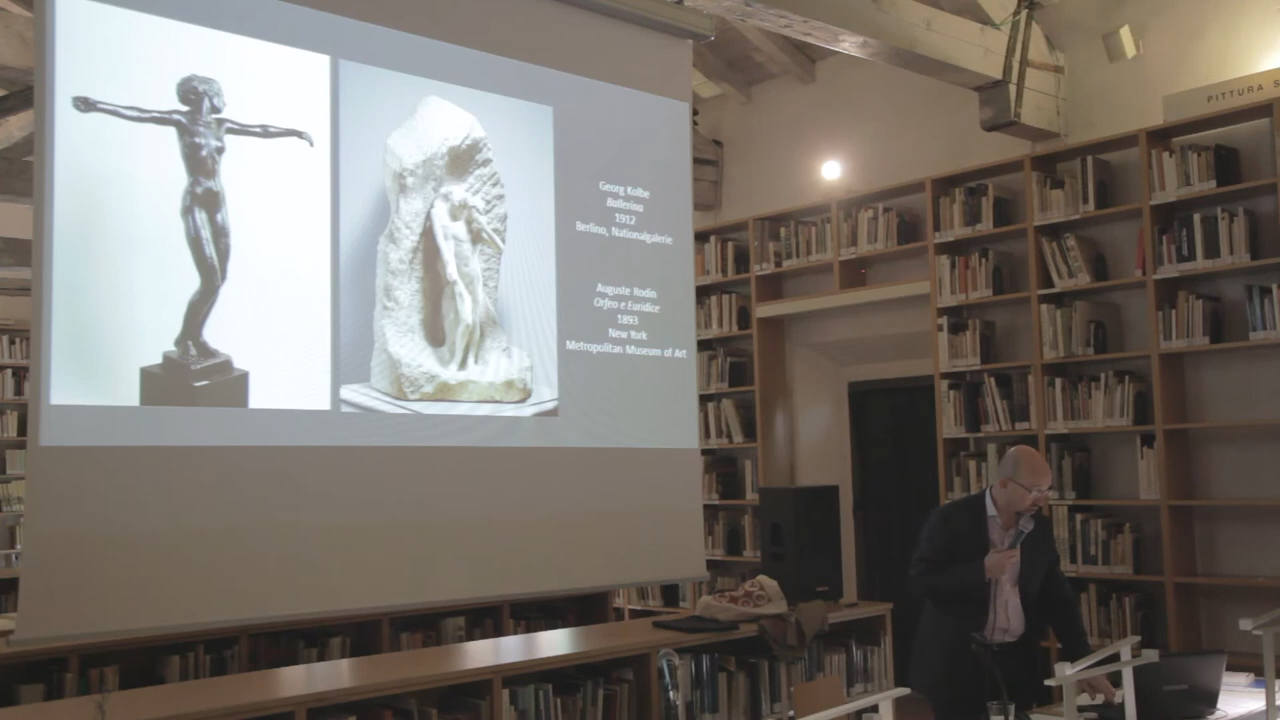 Georg Kolbe
Ballerina
1912
Berlino, Nationalgalerie
Auguste Rodin
Orfeo e Euridice
1893
New York
Metropolitan Museum of Art
PITTURA S